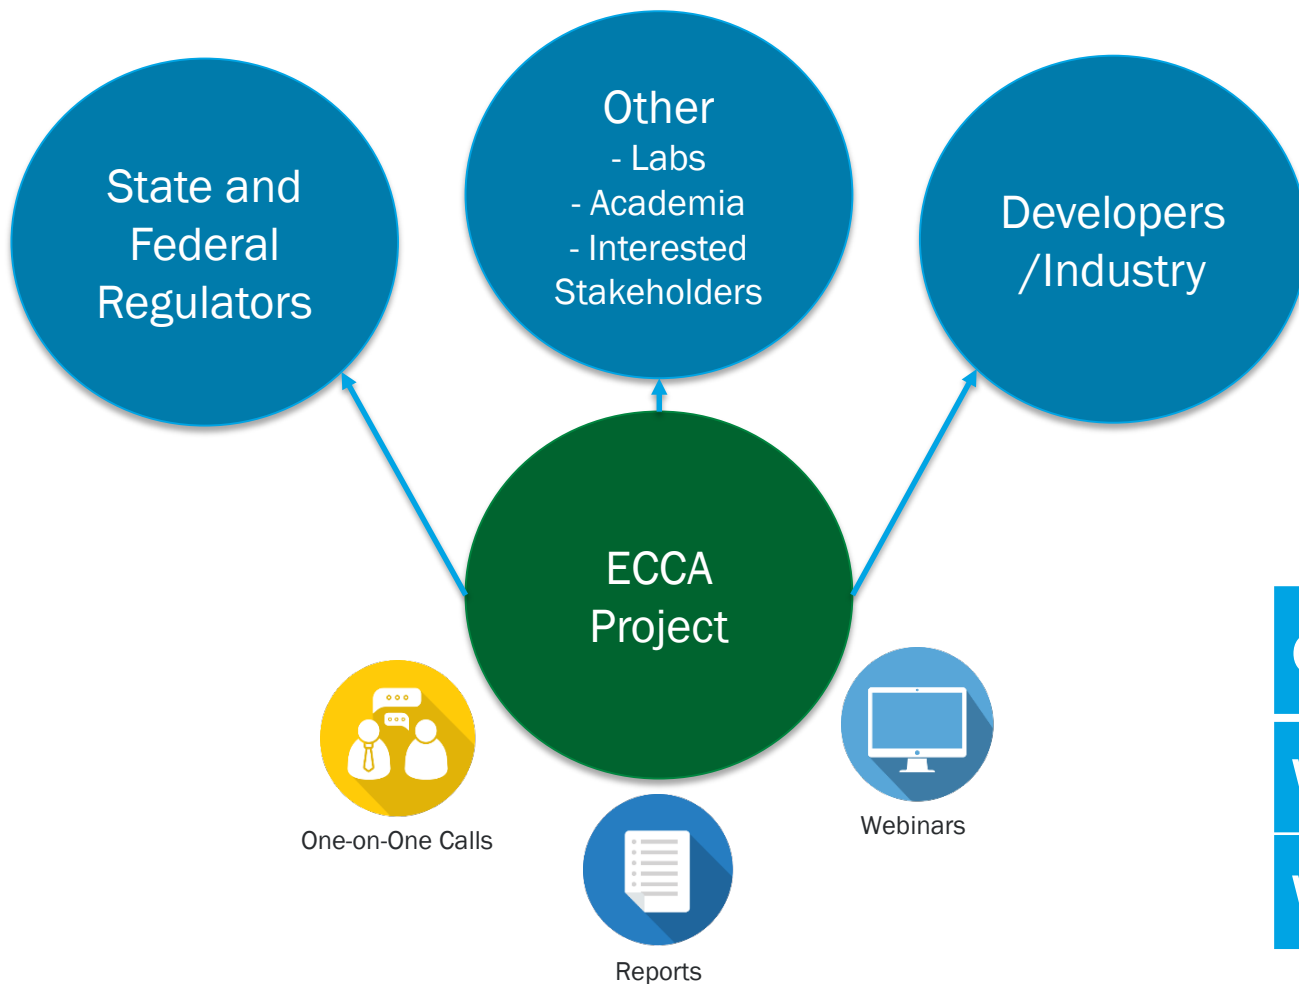 Other
- Labs
- Academia
- Interested
Stakeholders
State and
Federal
Regulators
Developers
/Industry
ECCA
Project
One-on-One Calls
Webinars
Reports